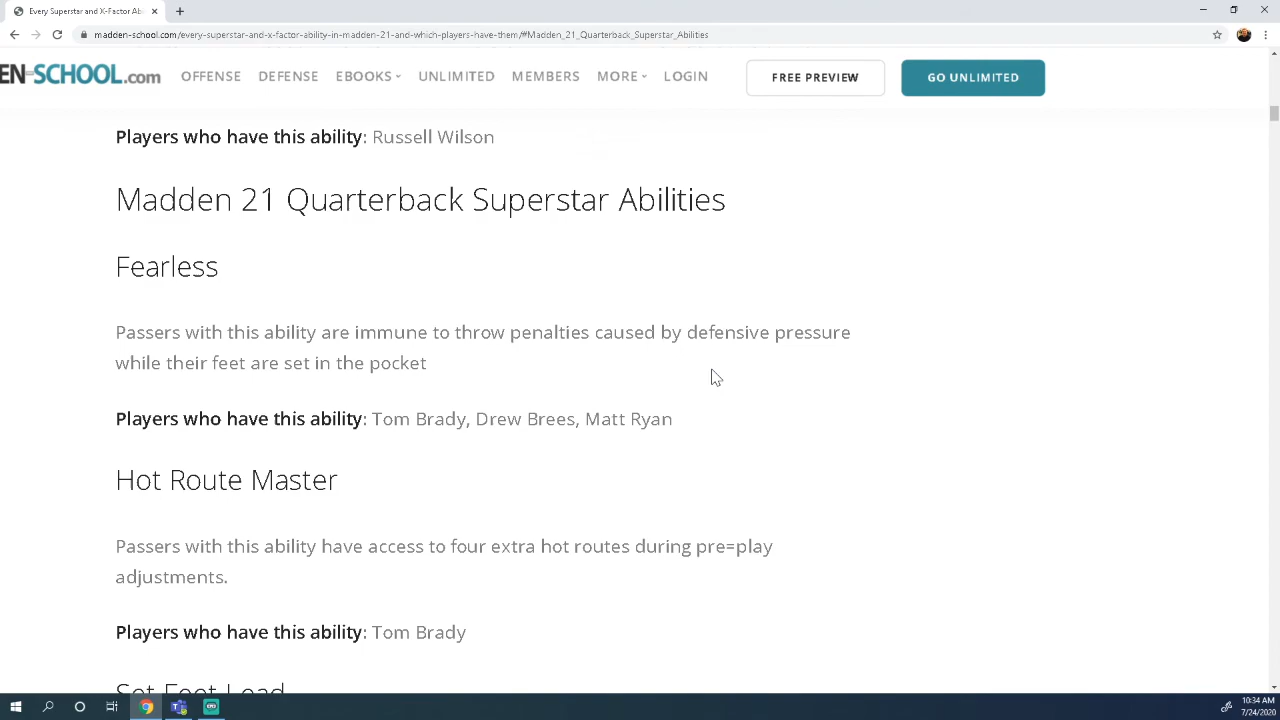 Every Superstar and X-Factor Ab
madden-school.com/every-superstar-and-x-factor-ability-in-madden-21-and-which-players-have-them/#Madden_21_Quarterback_Superstar_Abilities
EN-SCHOOL.com OFFENSE DEFENSE EBOOKS UNLIMITED MEMBERS MORE LOGIN FREE PREVIEW GO UNLIMITED
Players who have this ability: Russell Wilson
Madden 21 Quarterback Superstar Abilities
Fearless
Passers with this ability are immune to throw penalties caused by defensive pressure
while their feet are set in the pocket
Players who have this ability: Tom Brady, Drew Brees, Matt Ryan
Hot Route Master
Passers with this ability have access to four extra hot routes during pre=play
adjustments.
Players who have this ability: Tom Brady
Set Foot Lead
10:34 AM
7/24/2020